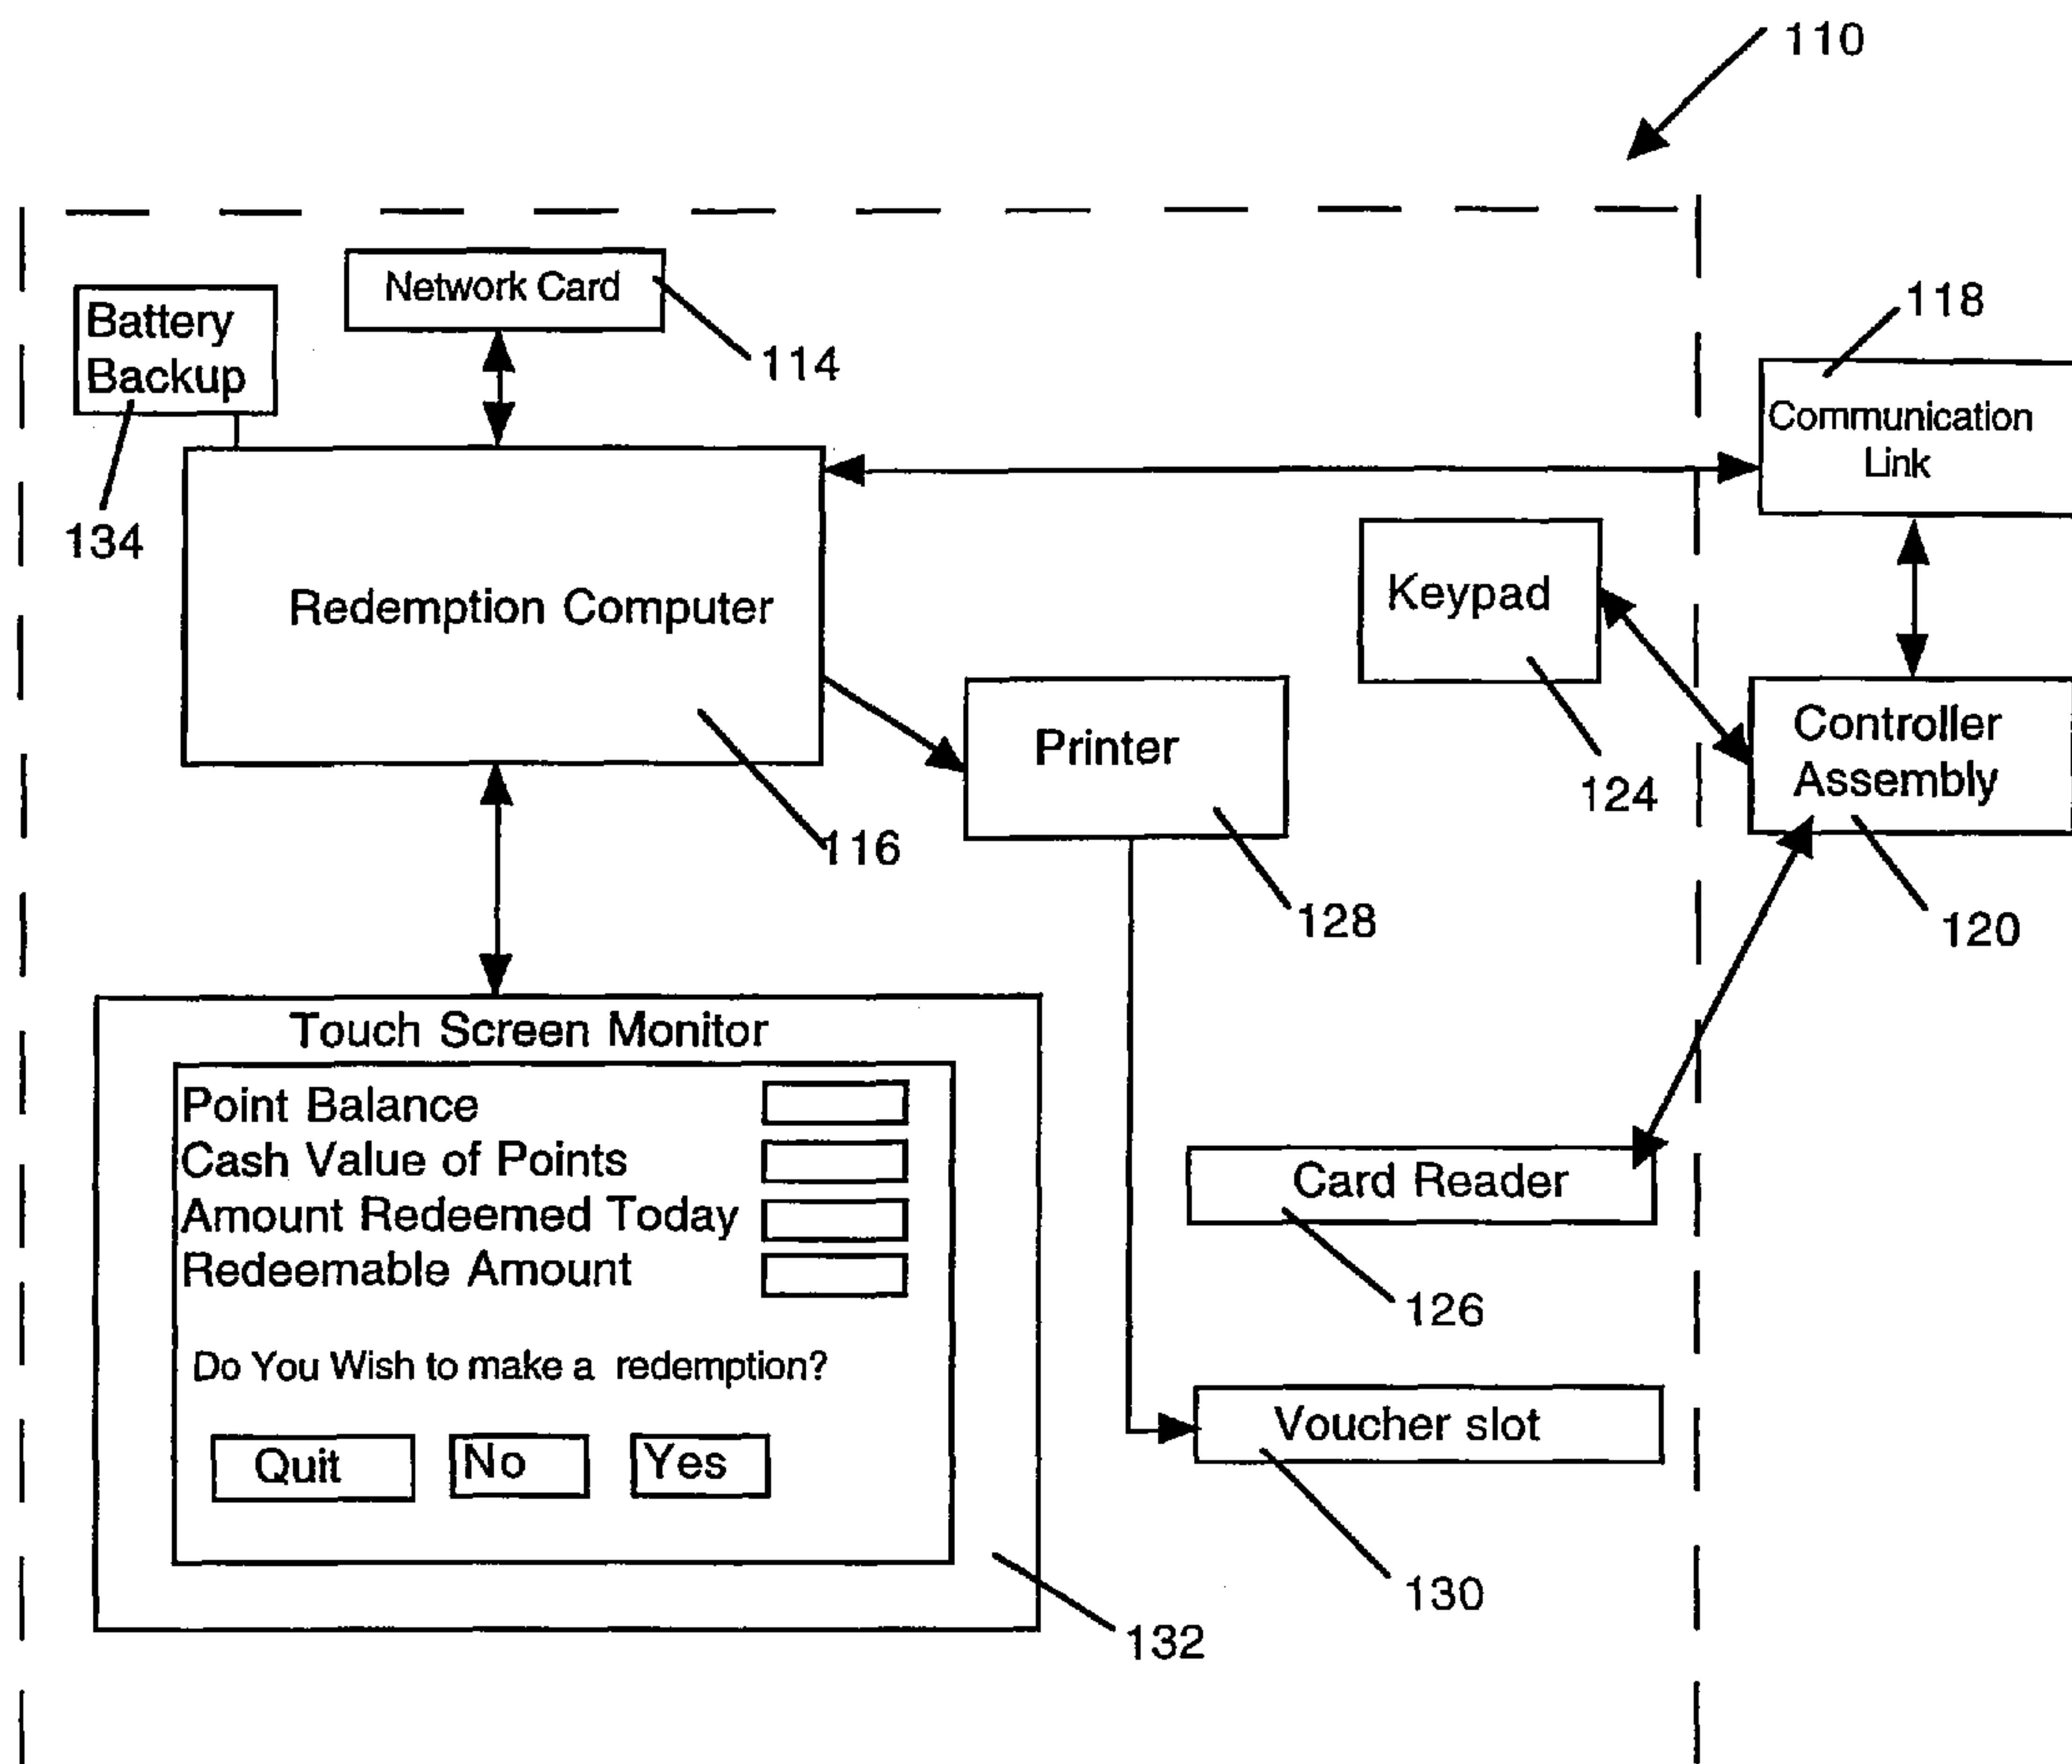 110
Network Card
114
Battery
Backup
134
118
Communication
Link
Redemption Computer
116
Keypad
124
Printer
128
Controller
Assembly
120
Touch Screen Monitor
Point Balance
Cash Value of Points
Amount Redeemed Today
Redeemable Amount
Do You Wish to make a redemption?
Quit
No
Yes
132
Card Reader
126
Voucher slot
130